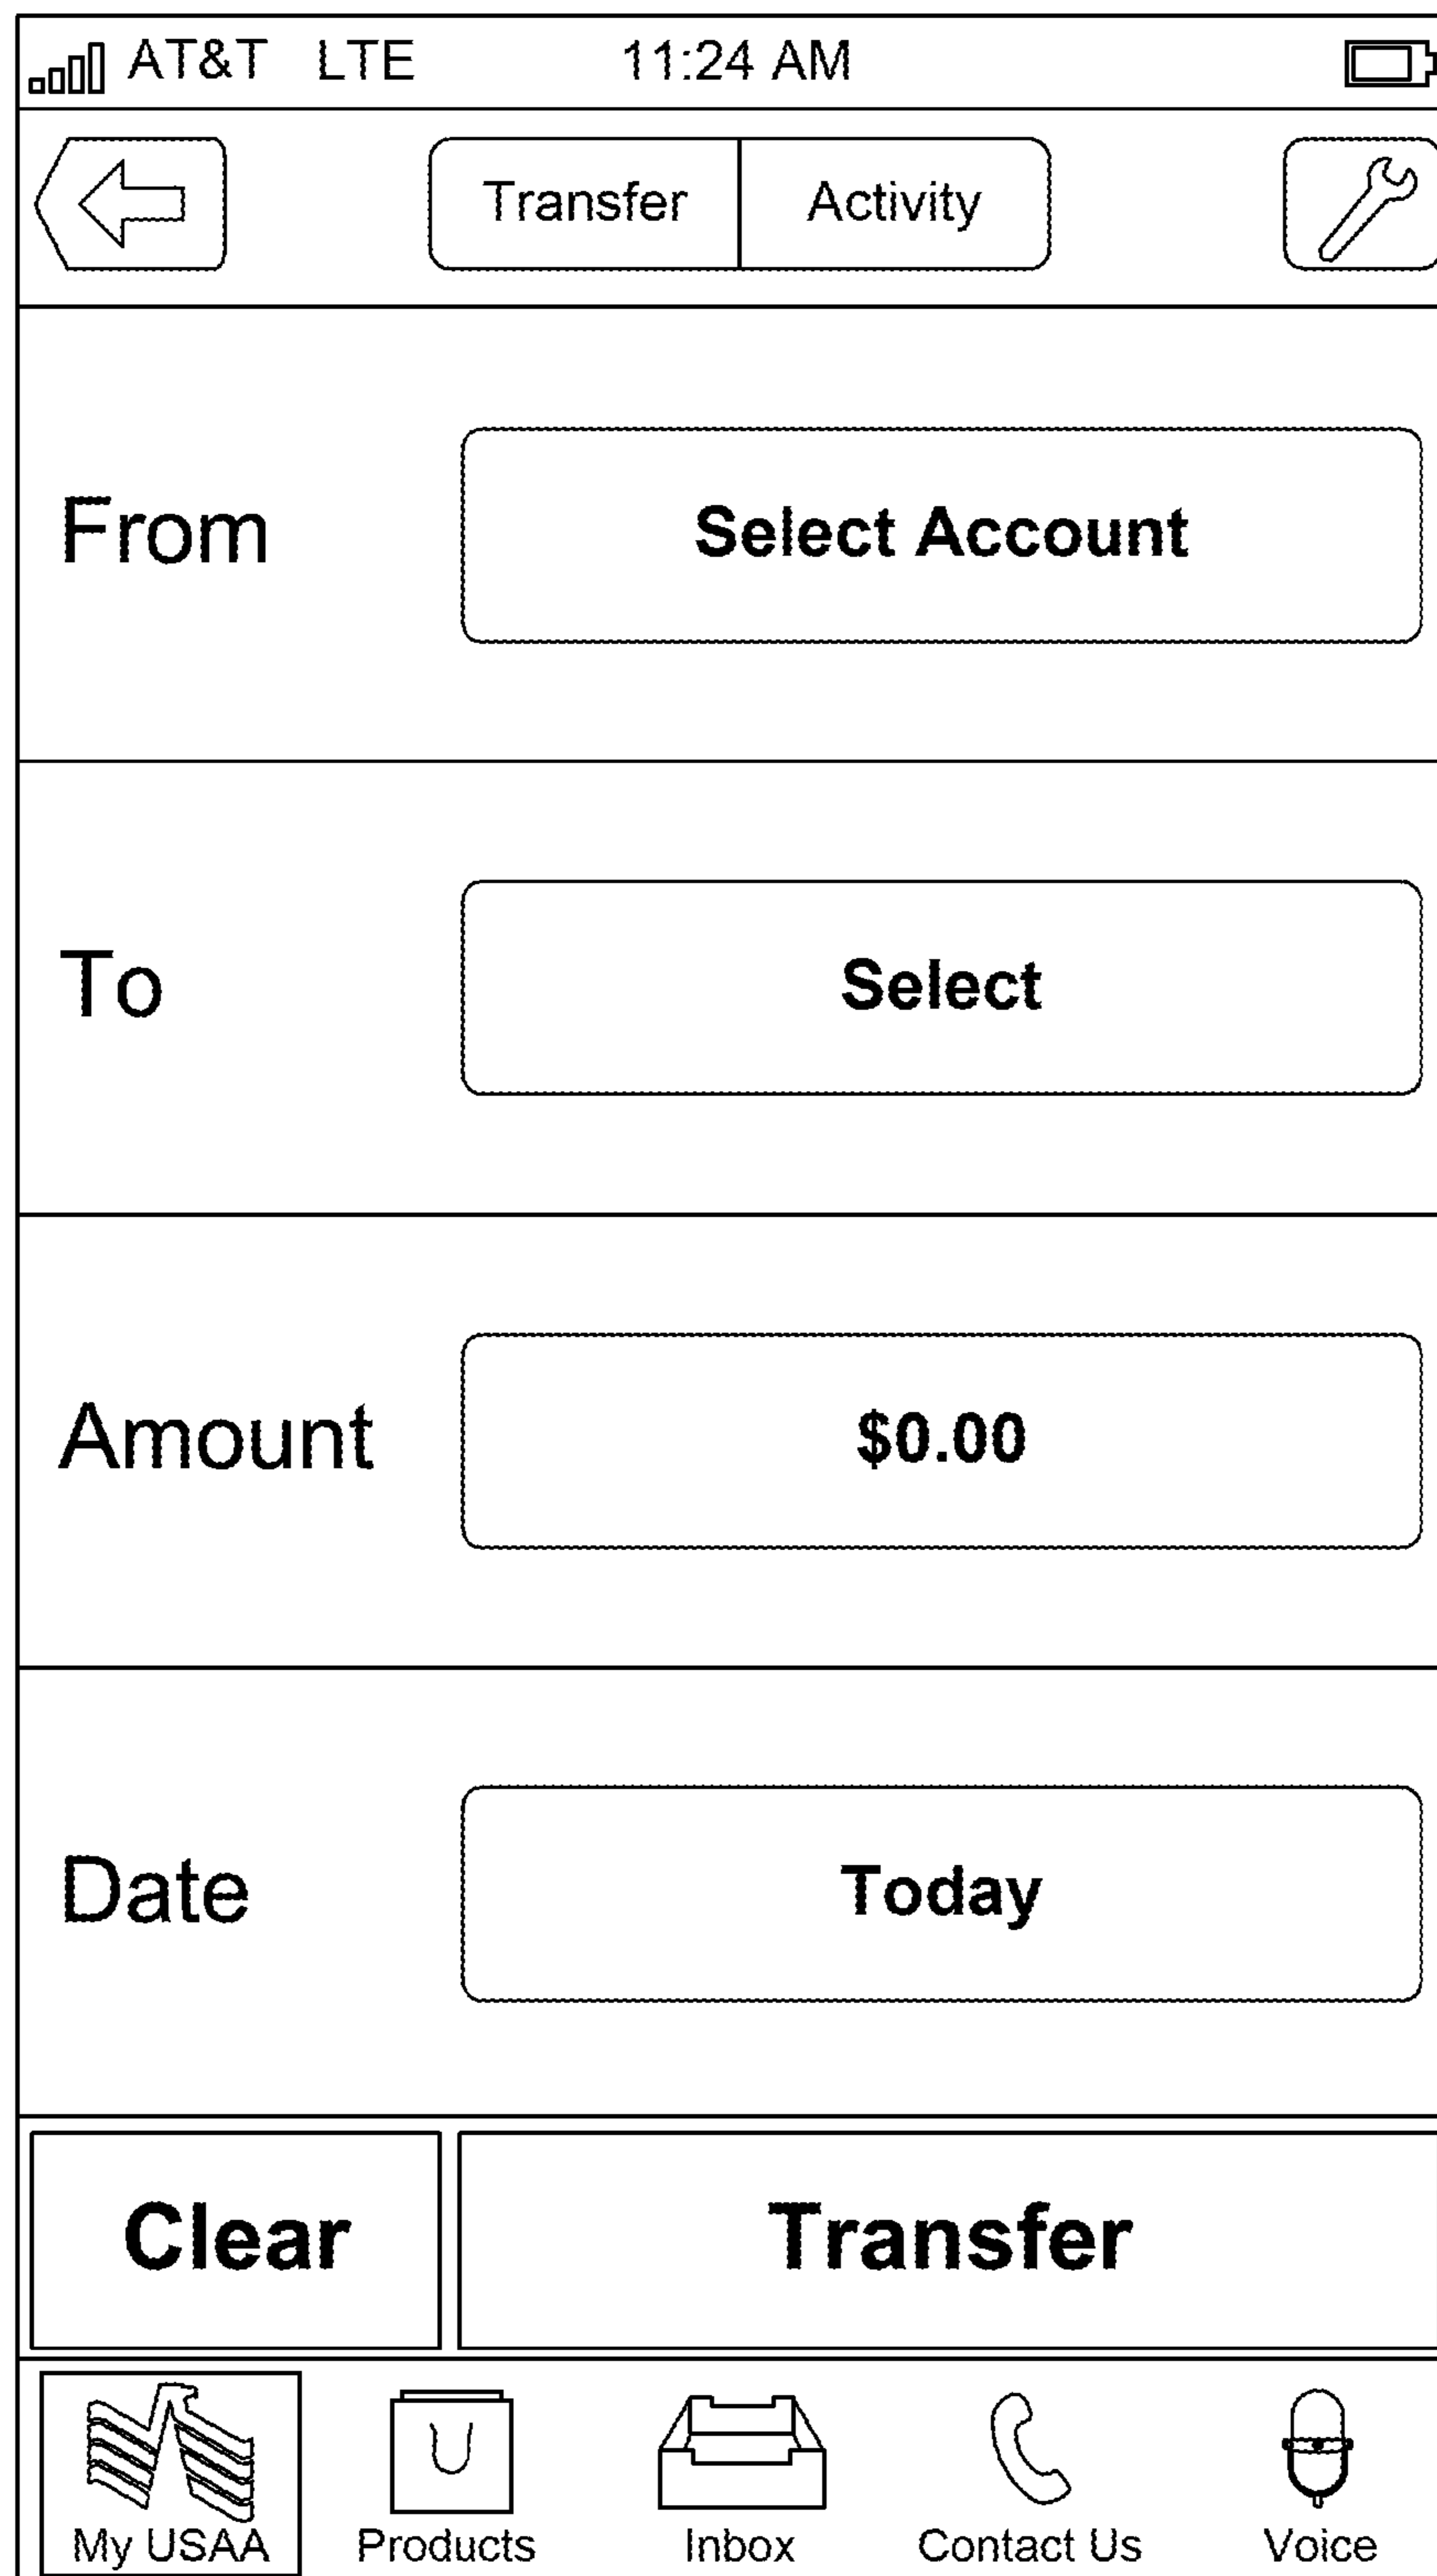 AT&T LTE 11:24 AM
Transfer Activity
From Select Account
To Select
Amount $0.00
Date Today
Clear Transfer
My USAA Products Inbox Contact Us Voice